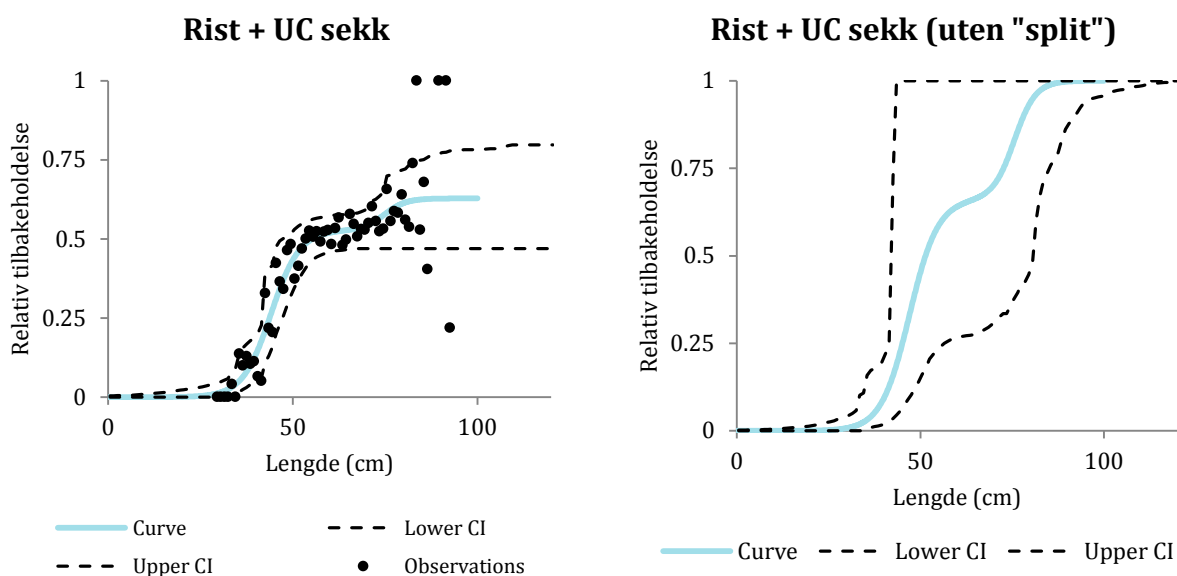 Rist + UC sekk
Relativ tilbakeholdelse
1
0.75
0.5
0.25
0
0
50
100
Lengde (cm)
Curve
Lower CI
Upper CI
Observations
Rist + UC sekk (uten "split")
Relativ tilbakeholdelse
1
0.75
0.5
0.25
0
0
50
100
Lengde (cm)
Curve
Lower CI
Upper CI